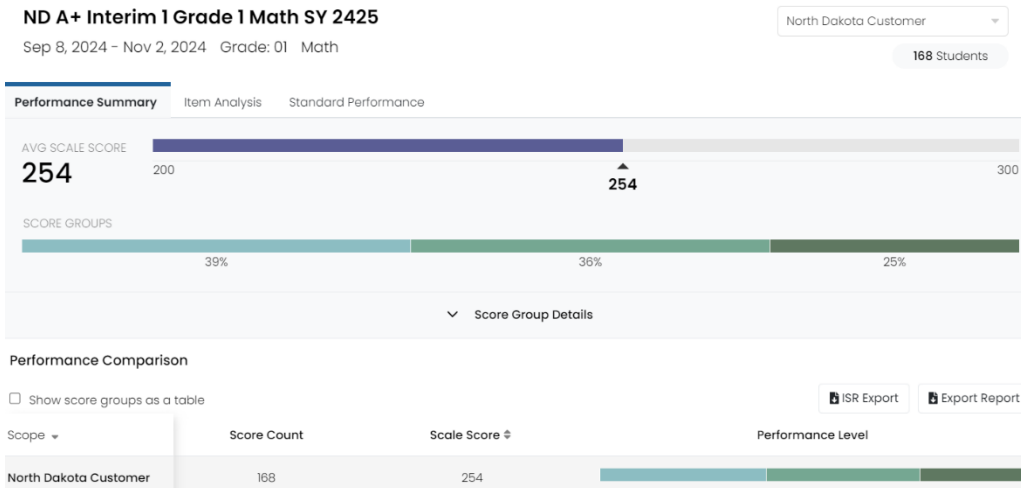 ND A+ Interim 1 Grade 1 Math SY 2425
North Dakota Customer
Sep 8, 2024 - Nov 2, 2024 Grade: 01 Math
168 Students
Performance Summary Item Analysis Standard Performance
AVG SCALE SCORE
254
200 300
254
SCORE GROUPS
39% 36% 25%
Score Group Details
Performance Comparison
Show score groups as a table
ISR Export Export Report
Scope Score Count Scale Score Performance Level
North Dakota Customer 168 254